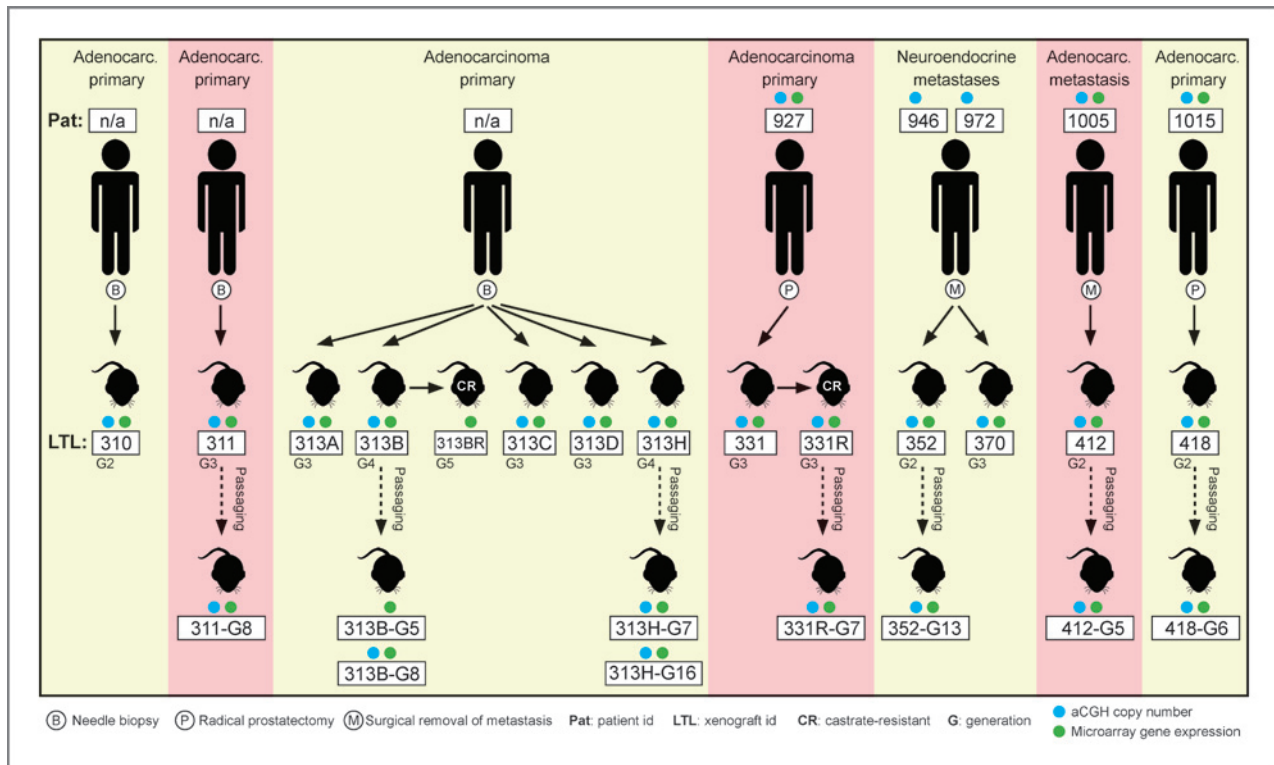 Adenocarc. primary
Adenocarc. primary
Adenocarcinoma primary
Adenocarcinoma primary
Neuroendocrine metastases
Adenocarc. metastasis
Adenocarc. primary
Pat: n/a n/a n/a 927 946 972 1005 1015
B B B P M M P
CR CR
LTL: 310 311 313A 313B 313BR 313C 313D 313H 331 331R 352 370 412 418
G2 G3 G3 G4 G5 G3 G3 G4 G3 G3 G2 G3 G2 G2
Passaging Passaging Passaging Passaging Passaging Passaging Passaging
311-G8 313B-G5 313H-G7 331R-G7 352-G13 412-G5 418-G6
313B-G8 313H-G16
B Needle biopsy P Radical prostatectomy M Surgical removal of metastasis Pat: patient id LTL: xenograft id CR: castrate-resistant G: generation
aCGH copy number
Microarray gene expression